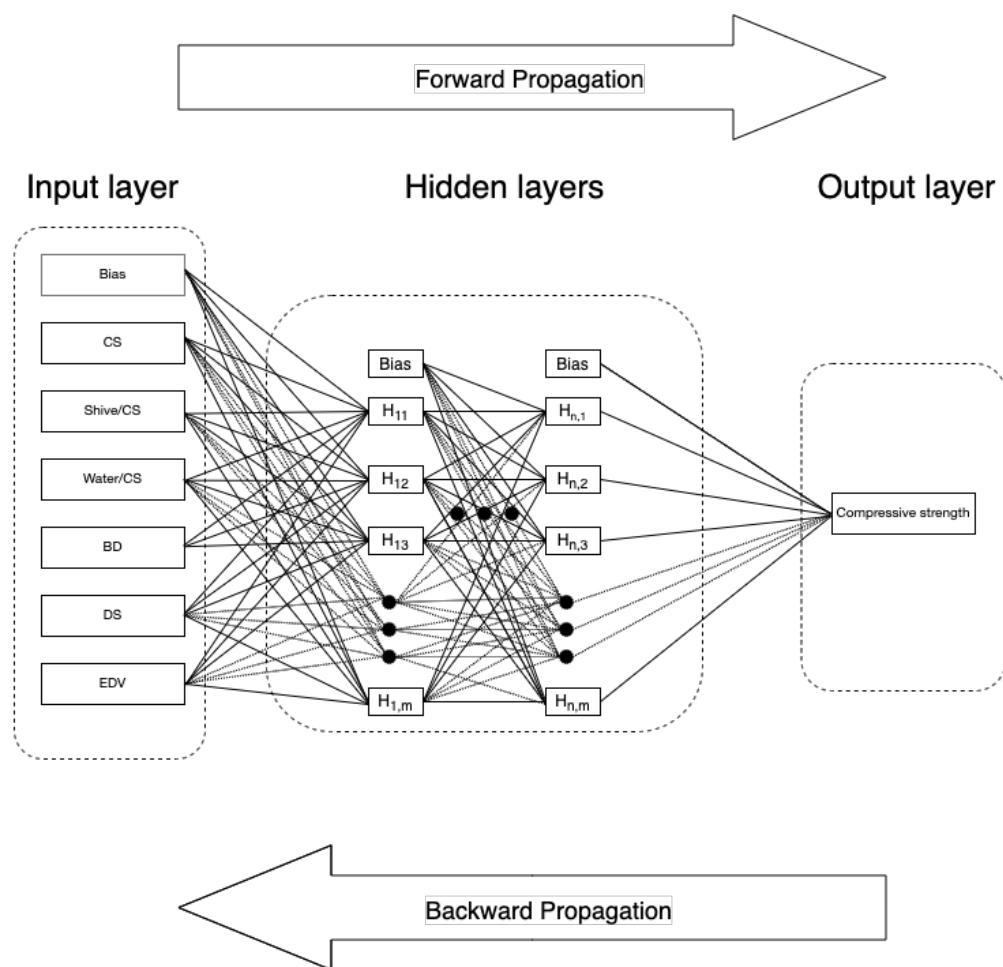 Forward Propagation
Input layer
Hidden layers
Output layer
Bias
CS
Shive/CS
Water/CS
BD
DS
EDV
Bias
H11
H12
H13
H1,m
Bias
Hn,1
Hn,2
Hn,3
Hn,m
Compressive strength
Backward Propagation